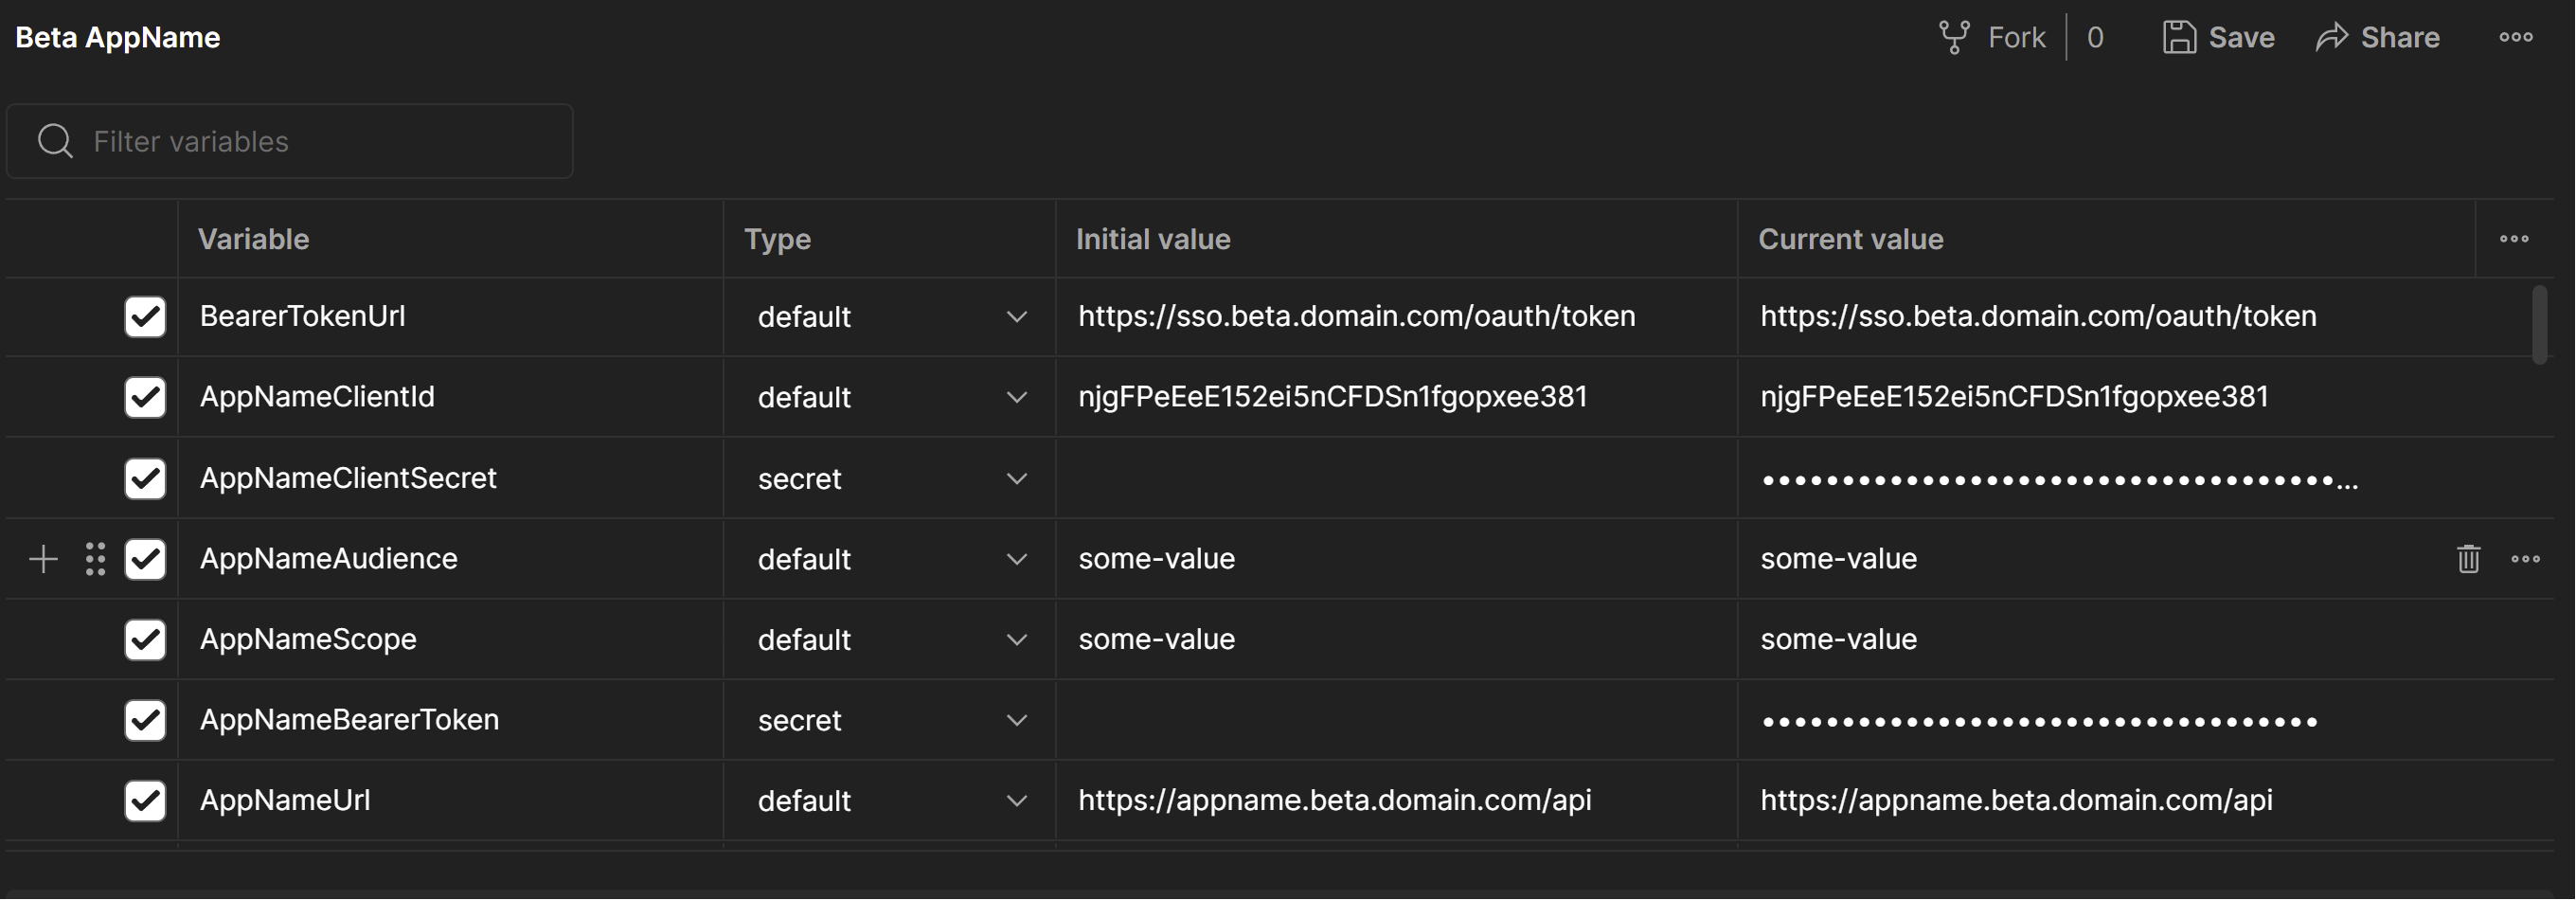 Beta AppName
Fork 0 Save Share
Filter variables
Variable Type Initial value Current value
BearerTokenUrl default https://sso.beta.domain.com/oauth/token https://sso.beta.domain.com/oauth/token
AppNameClientId default njgFPeEeE152ei5nCFDSn1fgopxee381 njgFPeEeE152ei5nCFDSn1fgopxee381
AppNameClientSecret secret ••••••••••••••••••••••••••••••••••••...
AppNameAudience default some-value some-value
AppNameScope default some-value some-value
AppNameBearerToken secret •••••••••••••••••••••••••••••••••••
AppNameUrl default https://appname.beta.domain.com/api https://appname.beta.domain.com/api